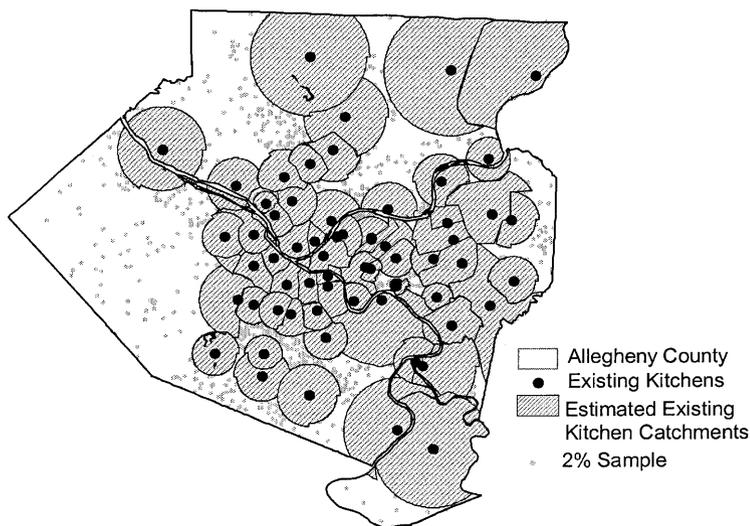 Allegheny County
Existing Kitchens
Estimated Existing
Kitchen Catchments
2% Sample